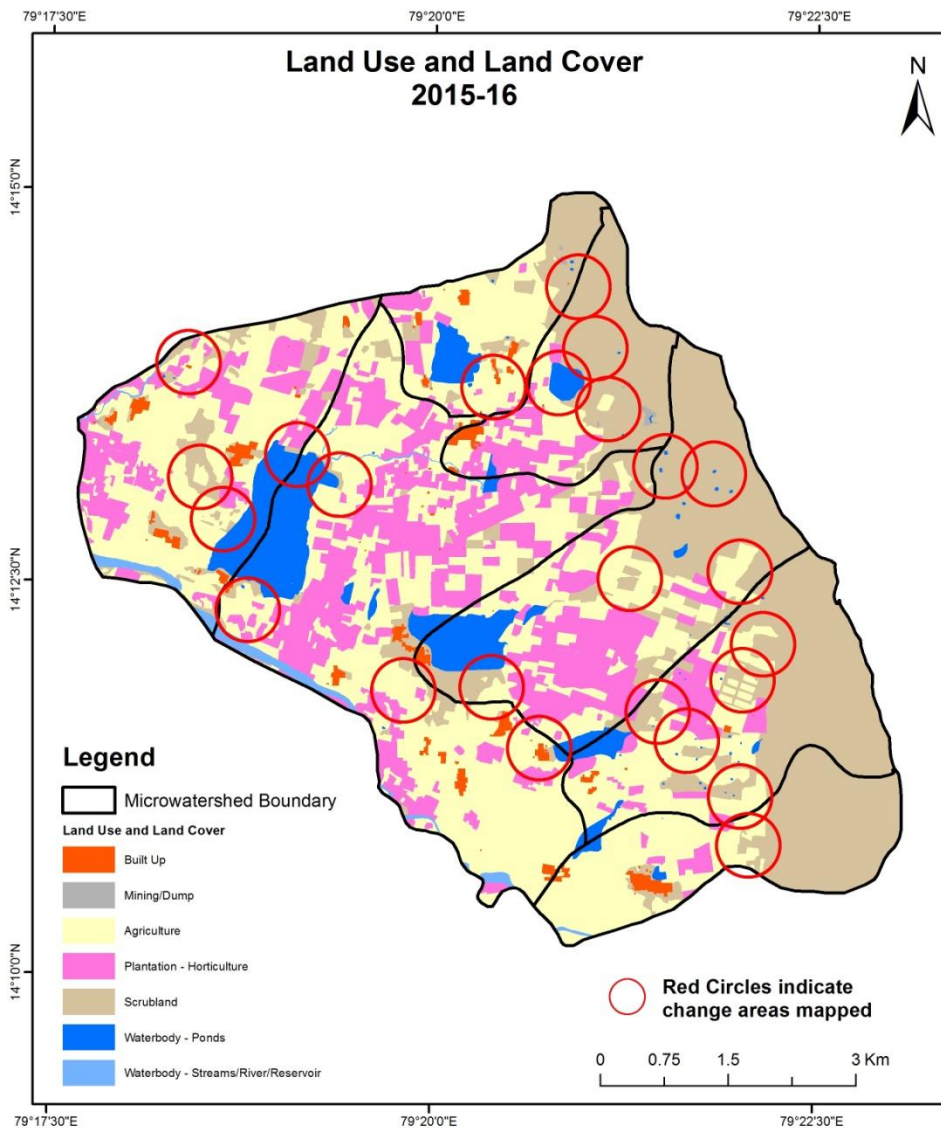 79°17'30"E 79°20'0"E 79°22'30"E
Land Use and Land Cover
2015-16
N
14°15'0"N
14°12'30"N
14°10'0"N
Legend
Microwatershed Boundary
Land Use and Land Cover
Built Up
Mining/Dump
Agriculture
Plantation - Horticulture
Scrubland
Waterbody - Ponds
Waterbody - Streams/River/Reservoir
Red Circles indicate
change areas mapped
0 0.75 1.5 3 Km
79°17'30"E 79°20'0"E 79°22'30"E